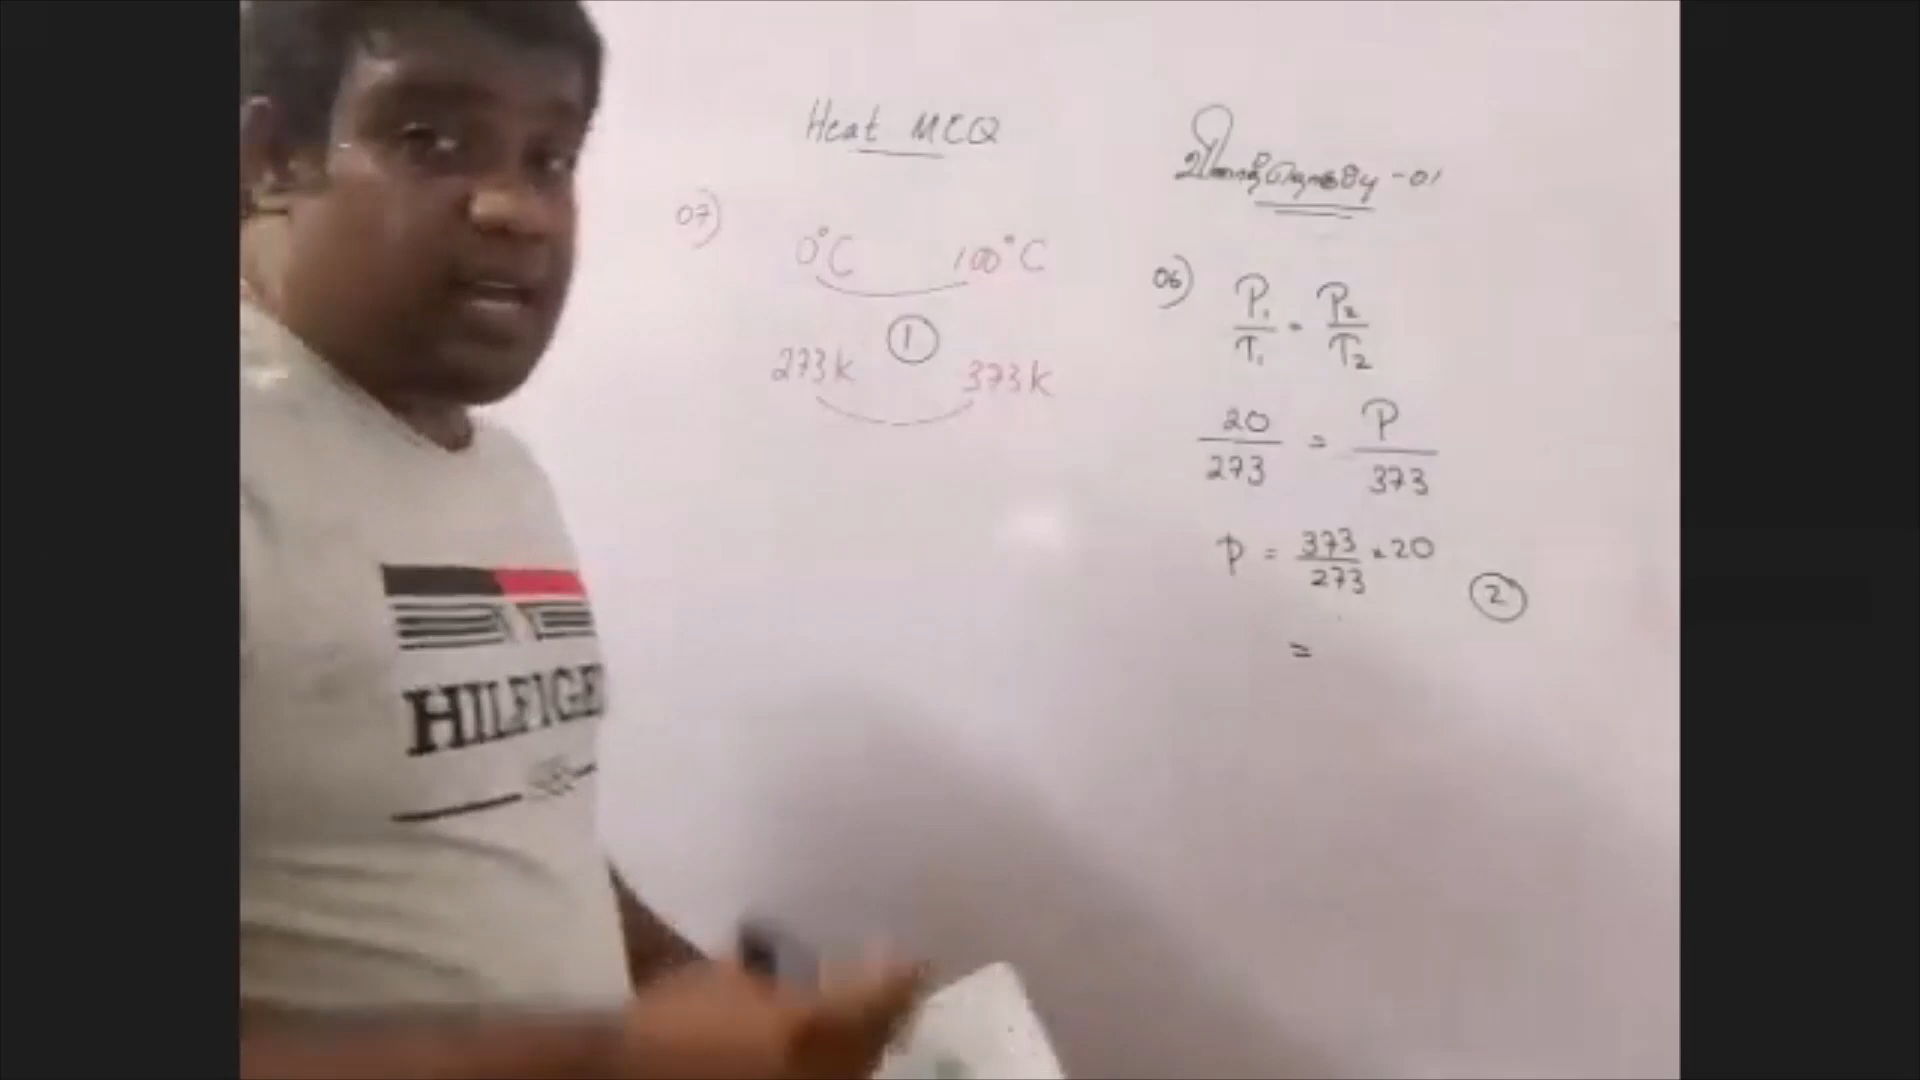 Heat MCQ
07)
0°C 100°C
1
273k 373k
வினாத்தொகுப்பு -01
06)
P₁/T₁ = P₂/T₂
20/273 = P/373
P = 373/273 × 20
2
=
HILFIGE